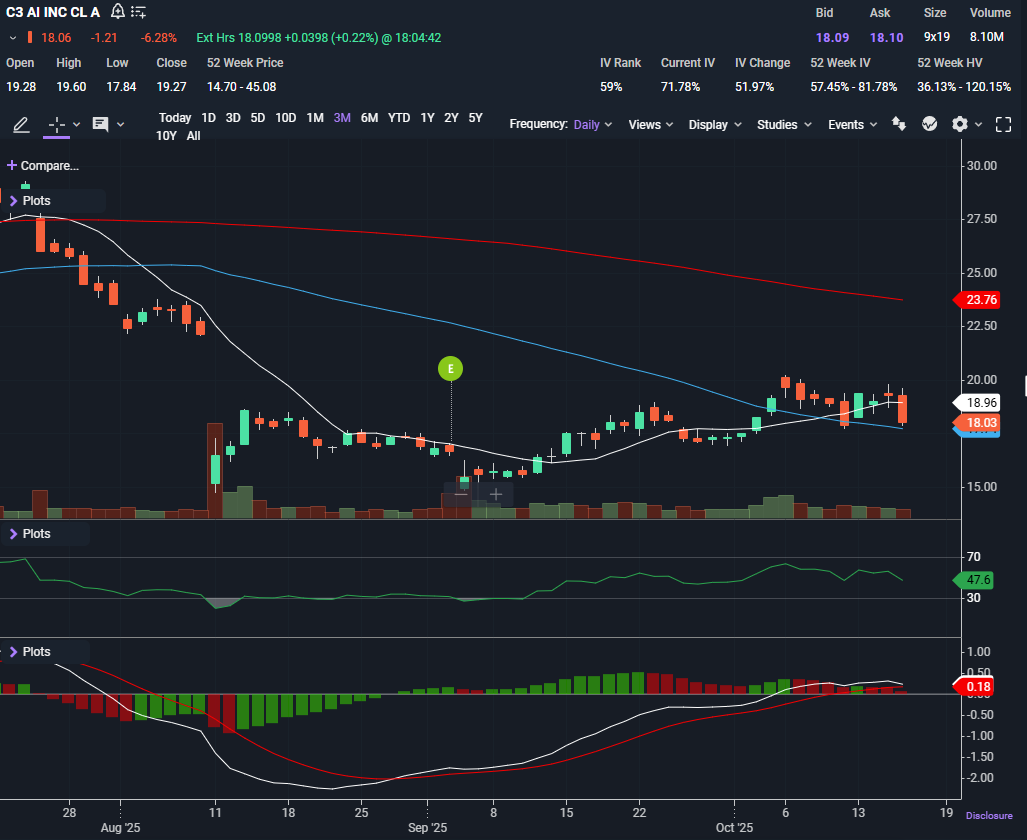 C3 AI INC CL A
18.06 -1.21 -6.28% Ext Hrs 18.0998 +0.0398 (+0.22%) @ 18:04:42
Bid Ask Size Volume
18.09 18.10 9x19 8.10M
Open High Low Close 52 Week Price IV Rank Current IV IV Change 52 Week IV 52 Week HV
19.28 19.60 17.84 19.27 14.70 - 45.08 59% 71.78% 51.97% 57.45% - 81.78% 36.13% - 120.15%
Today 1D 3D 5D 10D 1M 3M 6M YTD 1Y 2Y 5Y
10Y All
Frequency: Daily Views Display Studies Events
+ Compare...
Plots
30.00
27.50
25.00
23.76
22.50
20.00
18.96
18.03
15.00
E
Plots
70
47.6
30
Plots
1.00
0.50
0.18
-0.50
-1.00
-1.50
-2.00
28 11 18 25 8 15 22 6 13 19
Aug '25 Sep '25 Oct '25
Disclosure